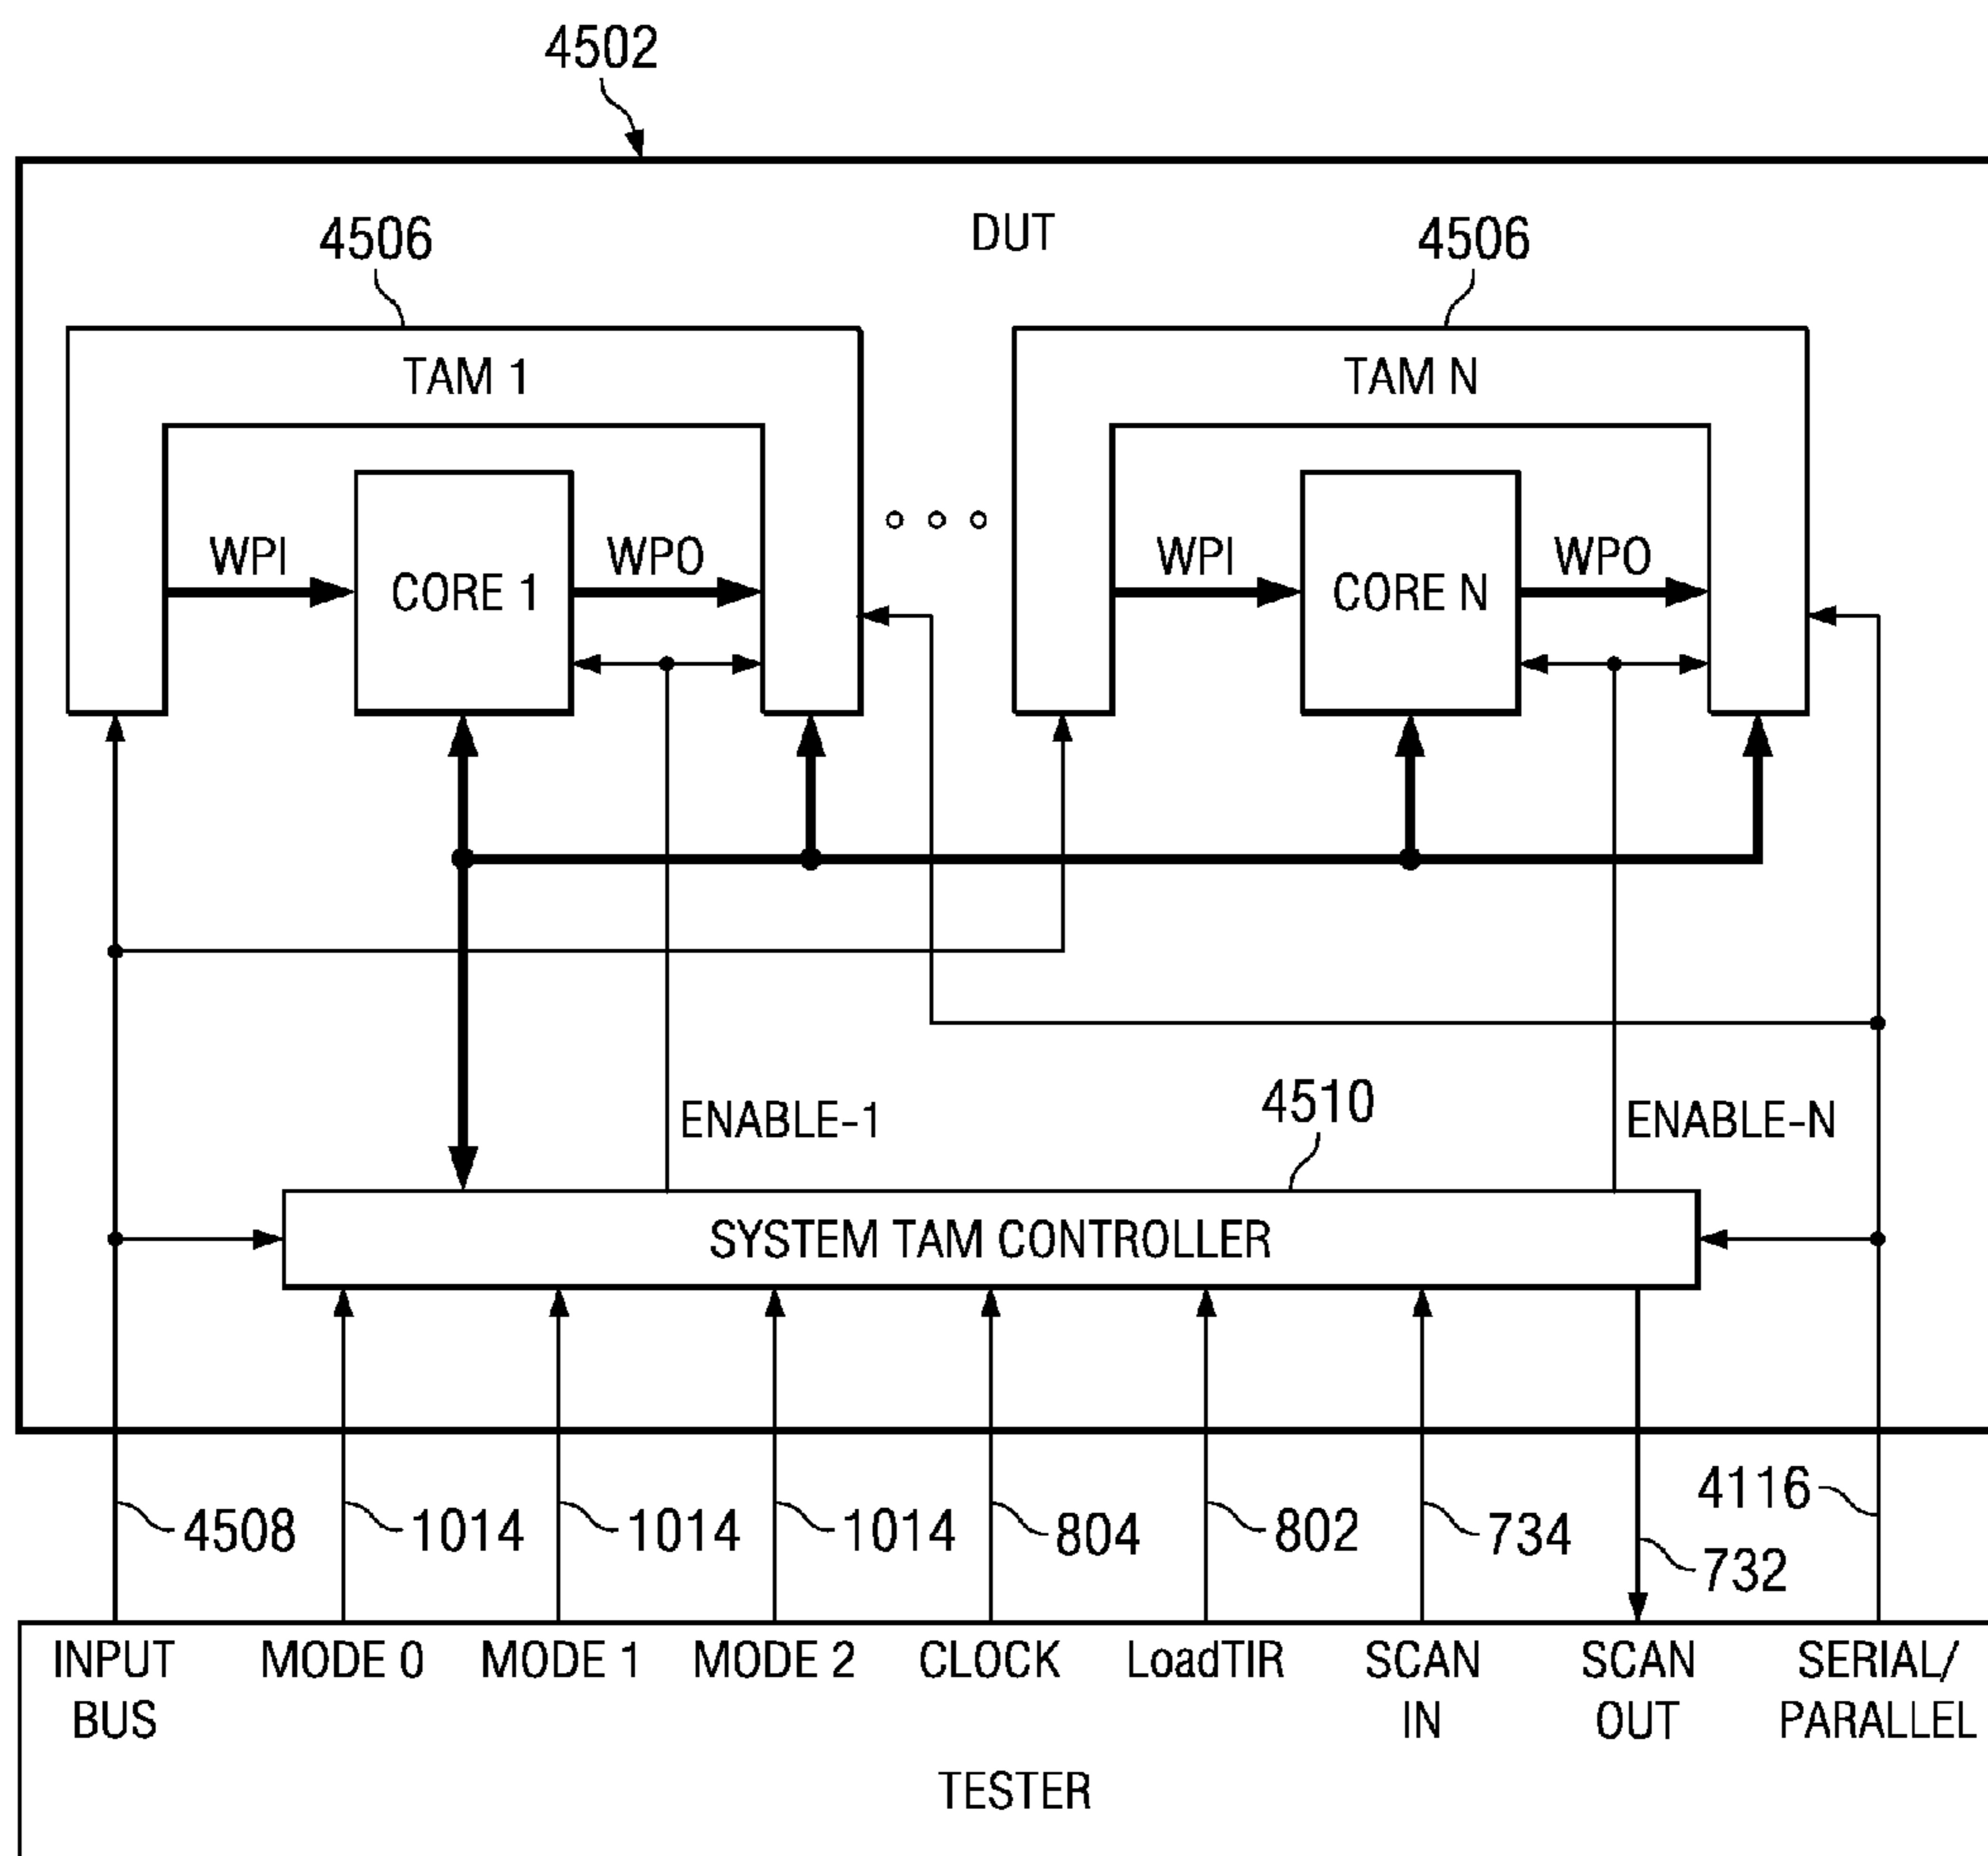 4502
DUT
4506
4506
TAM 1
TAM N
WPI
CORE 1
WPO
WPI
CORE N
WPO
ENABLE-1
4510
ENABLE-N
SYSTEM TAM CONTROLLER
4508
1014
1014
1014
804
802
734
732
4116
INPUT
BUS
MODE 0
MODE 1
MODE 2
CLOCK
LoadTIR
SCAN
IN
SCAN
OUT
SERIAL/
PARALLEL
TESTER